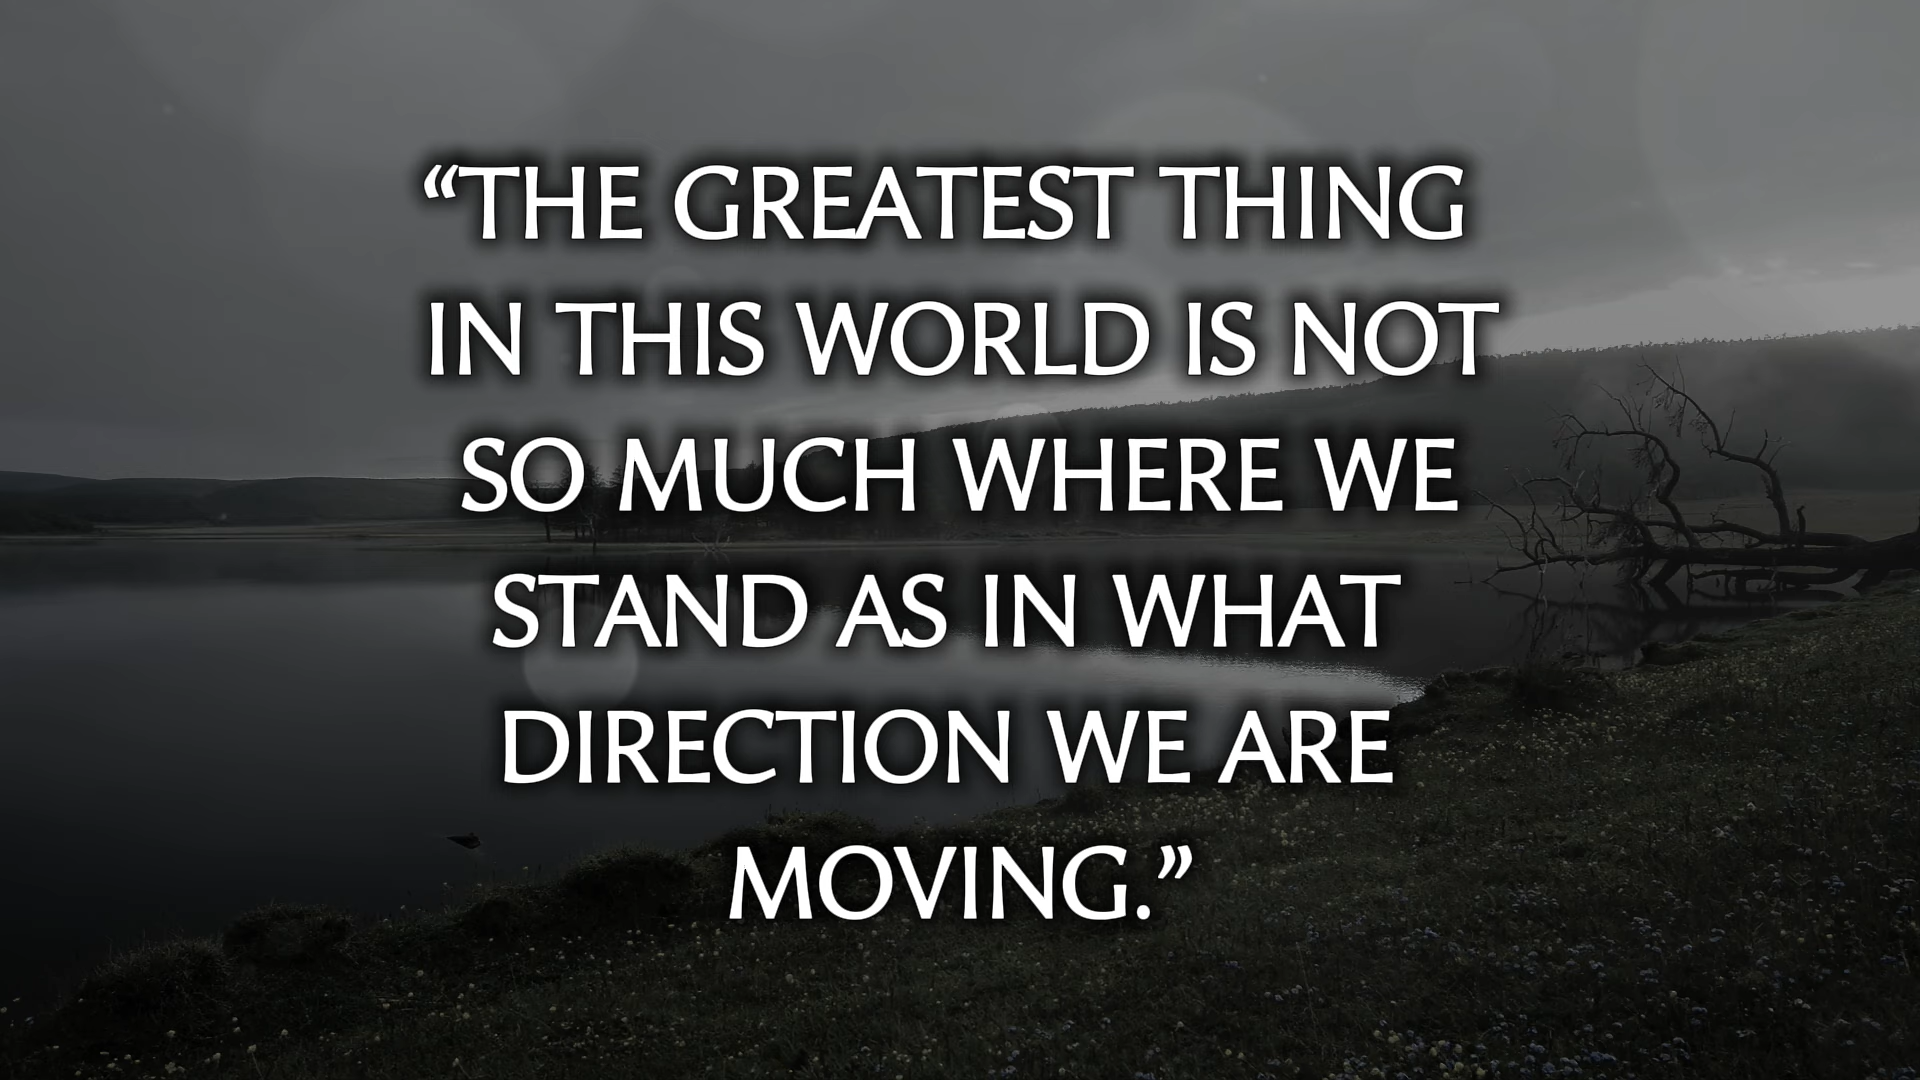 “THE GREATEST THING
IN THIS WORLD IS NOT
SO MUCH WHERE WE
STAND AS IN WHAT
DIRECTION WE ARE
MOVING.”